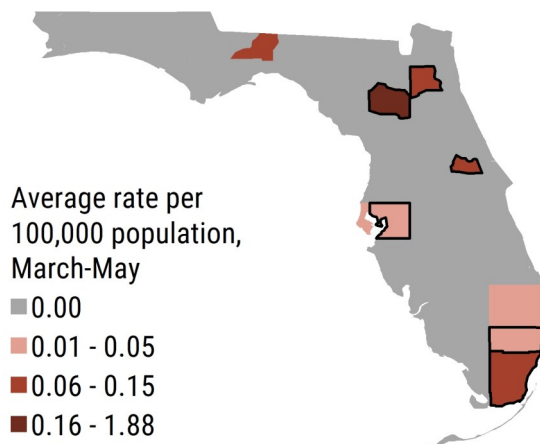 Average rate per
100,000 population,
March-May
0.00
0.01 - 0.05
0.06 - 0.15
0.16 - 1.88